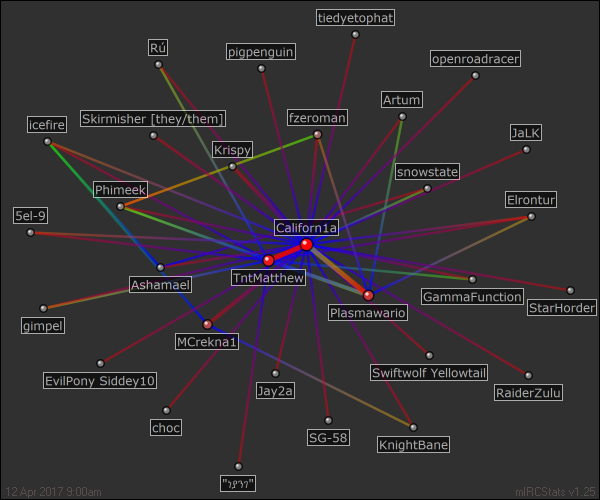 tiedyetophat
Rú
pigpenguin
openroadracer
Artum
Skirmisher [they/them]
fzeroman
icefire
JaLK
Krispy
snowstate
Phimeek
Elrontur
5el-9
Californ1a
TntMatthew
Ashamael
GammaFunction
StarHorder
Plasmawario
gimpel
MCrekna1
Swiftwolf Yellowtail
EvilPony Siddey10
Jay2a
RaiderZulu
choc
SG-58
KnightBane
12 Apr 2017 9:00am
mIRCStats v1.25